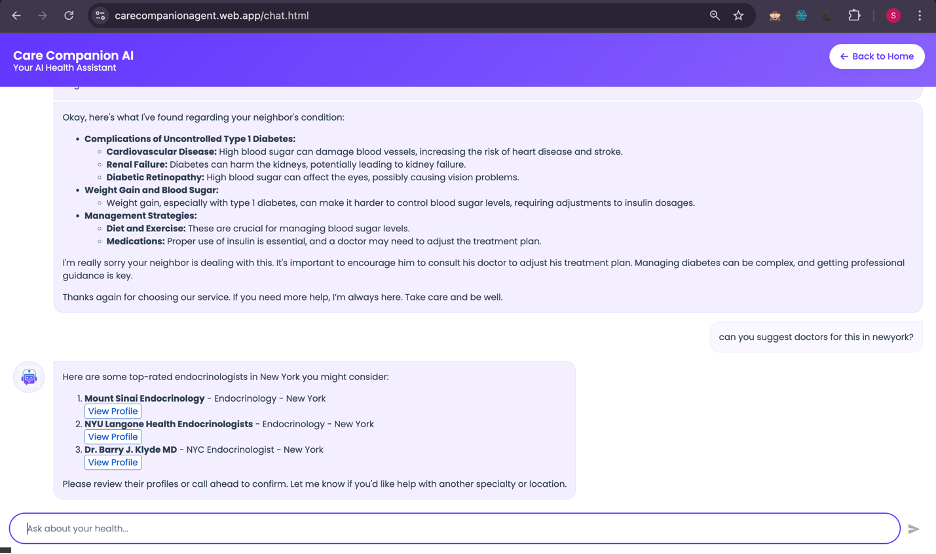 carecompanionagent.web.app/chat.html
S
Care Companion AI
Your AI Health Assistant
← Back to Home
Okay, here's what I've found regarding your neighbor's condition:
• Complications of Uncontrolled Type 1 Diabetes:
◦ Cardiovascular Disease: High blood sugar can damage blood vessels, increasing the risk of heart disease and stroke.
◦ Renal Failure: Diabetes can harm the kidneys, potentially leading to kidney failure.
◦ Diabetic Retinopathy: High blood sugar can affect the eyes, possibly causing vision problems.
• Weight Gain and Blood Sugar:
◦ Weight gain, especially with type 1 diabetes, can make it harder to control blood sugar levels, requiring adjustments to insulin dosages.
• Management Strategies:
◦ Diet and Exercise: These are crucial for managing blood sugar levels.
◦ Medications: Proper use of insulin is essential, and a doctor may need to adjust the treatment plan.
I'm really sorry your neighbor is dealing with this. It's important to encourage him to consult his doctor to adjust his treatment plan. Managing diabetes can be complex, and getting professional
guidance is key.
Thanks again for choosing our service. If you need more help, I'm always here. Take care and be well.
can you suggest doctors for this in newyork?
Here are some top-rated endocrinologists in New York you might consider:
1. Mount Sinai Endocrinology - Endocrinology - New York
View Profile
2. NYU Langone Health Endocrinologists - Endocrinology - New York
View Profile
3. Dr. Barry J. Klyde MD - NYC Endocrinologist - New York
View Profile
Please review their profiles or call ahead to confirm. Let me know if you'd like help with another specialty or location.
Ask about your health...